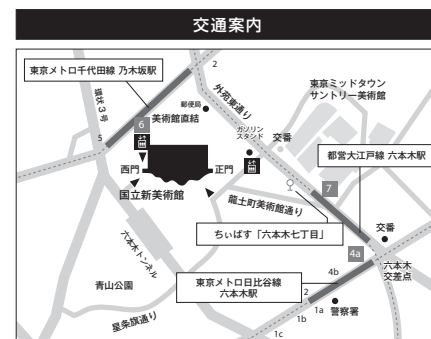 交通案内
東京メトロ千代田線 乃木坂駅
2
環状3号
外苑東通り
東京ミッドタウン
サントリー美術館
郵便局
6
美術館直結
5
ガソリン
スタンド
交番
都営大江戸線 六本木駅
西門
正門
国立新美術館
7
龍土町美術館通り
ちぃばす「六本木七丁目」
交番
六本木トンネル
4a
六本木
交差点
4b
東京メトロ日比谷線
六本木駅
青山公園
2
1a
警察署
星条旗通り
1b
1c